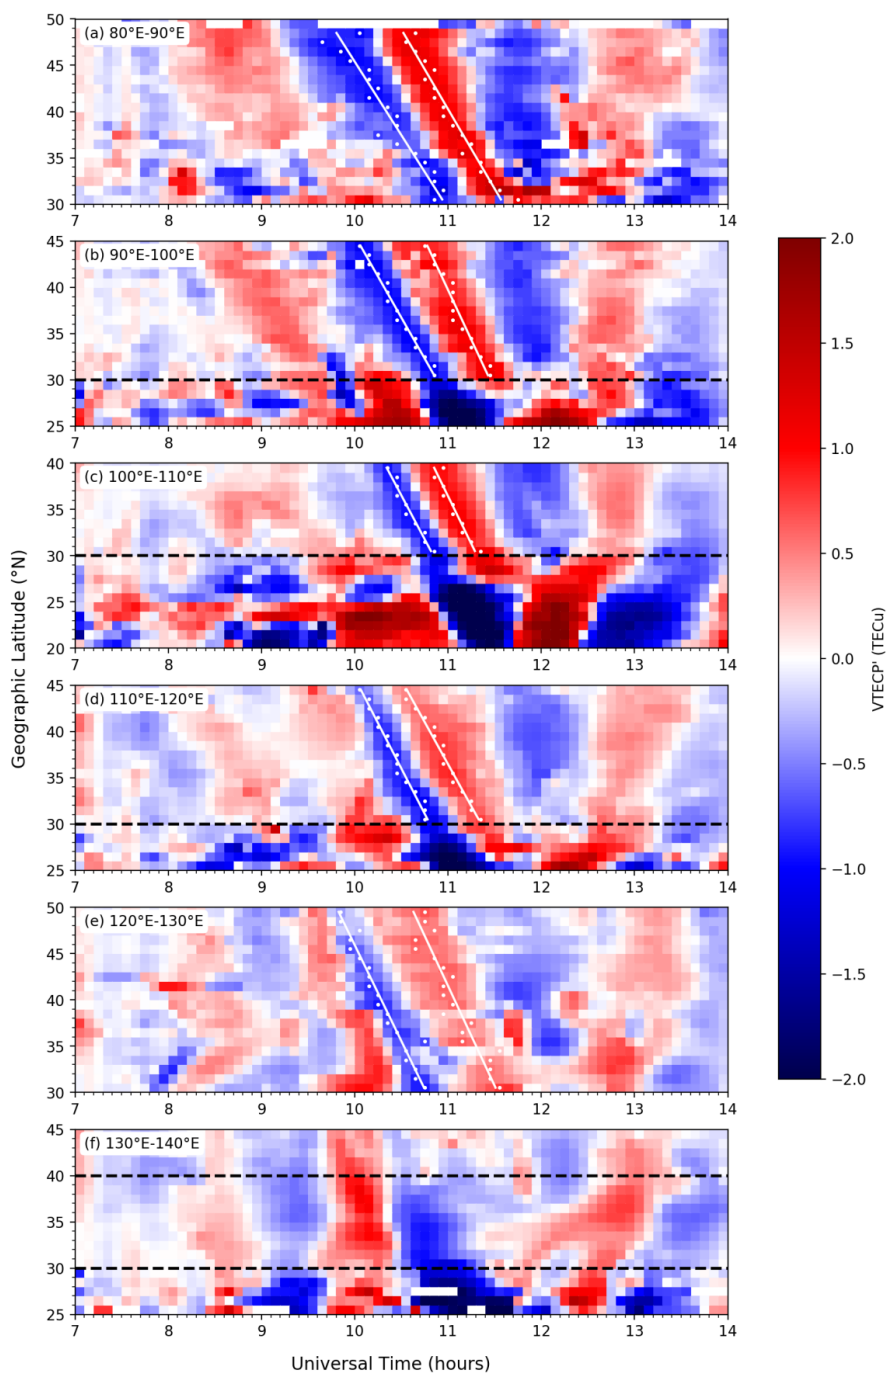 50
45
40
35
30
(a) 80°E-90°E
7 8 9 10 11 12 13 14
45
40
35
30
25
(b) 90°E-100°E
7 8 9 10 11 12 13 14
40
35
30
25
20
(c) 100°E-110°E
7 8 9 10 11 12 13 14
45
40
35
30
25
(d) 110°E-120°E
7 8 9 10 11 12 13 14
50
45
40
35
30
(e) 120°E-130°E
7 8 9 10 11 12 13 14
45
40
35
30
25
(f) 130°E-140°E
7 8 9 10 11 12 13 14
Geographic Latitude (°N)
Universal Time (hours)
2.0
1.5
1.0
0.5
0.0
−0.5
−1.0
−1.5
−2.0
VTECP' (TECu)